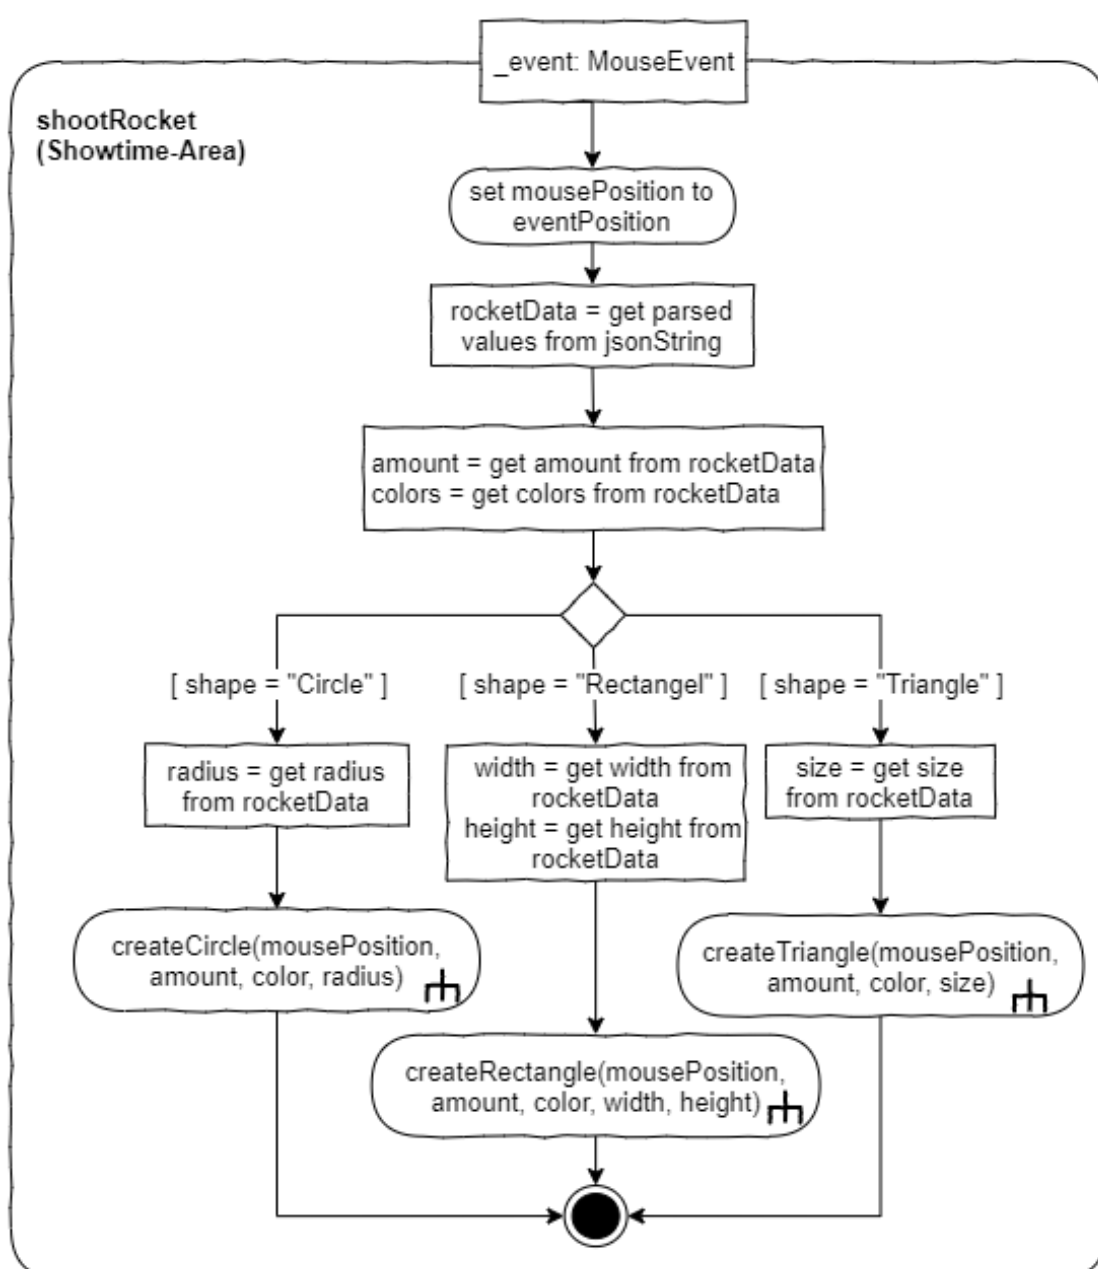 _event: MouseEvent
shootRocket
(Showtime-Area)
set mousePosition to
eventPosition
rocketData = get parsed
values from jsonString
amount = get amount from rocketData
colors = get colors from rocketData
[ shape = "Circle" ]
[ shape = "Rectangel" ]
[ shape = "Triangle" ]
radius = get radius
from rocketData
width = get width from
rocketData
height = get height from
rocketData
size = get size
from rocketData
createCircle(mousePosition,
amount, color, radius)
createTriangle(mousePosition,
amount, color, size)
createRectangle(mousePosition,
amount, color, width, height)